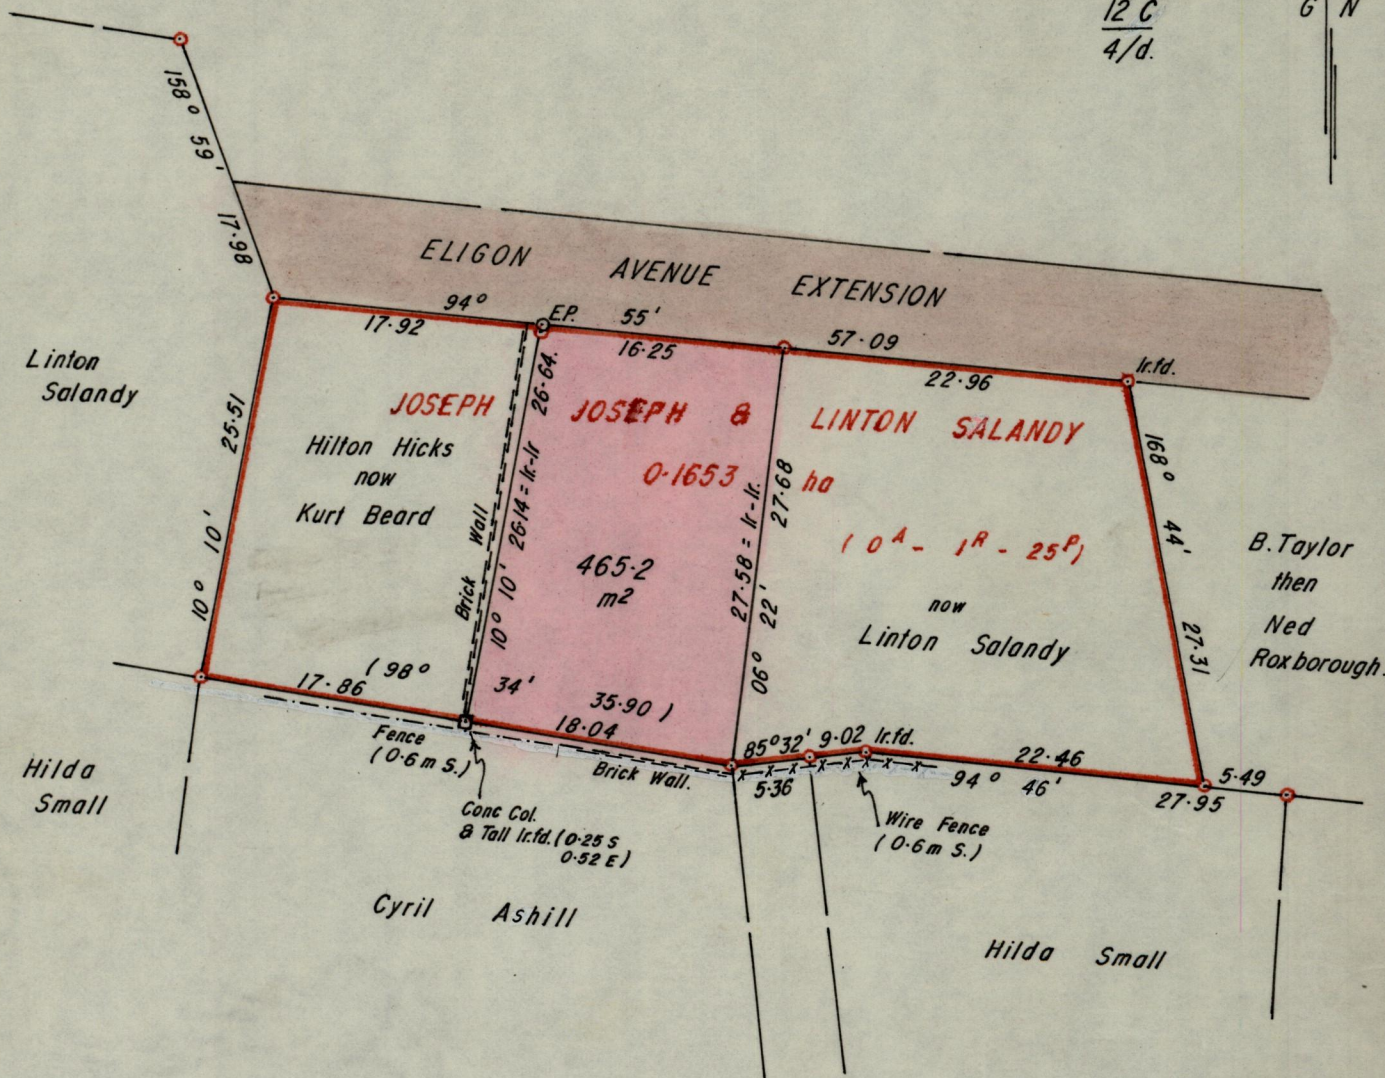 12 C
4/d.
G N
158° 59'
17·98
ELIGON AVENUE EXTENSION
94° 55' 57·09
17·92
E.P.
16·25
22·96
Ir.fd.
Linton
Salandy
25·51
10° 10'
JOSEPH JOSEPH & LINTON SALANDY
0·1653 ha
( 0ᴬ - 1ᴿ - 25ᴾ)
Hilton Hicks
now
Kurt Beard
Brick Wall
26·64.
26·14 = Ir-Ir
10° 10'
465·2
m2
27·68
27·58 = Ir-Ir.
06° 22'
now
Linton Salandy
168° 44'
27·31
B.Taylor
then
Ned
Roxborough.
( 98° 34' 35·90 )
17·86
18·04
85°32' 9·02 Ir.fd.
5·36
22·46
94° 46'
27·95
5·49
Fence
(0·6m S.)
Brick Wall.
Conc Col.
& Tall Ir.fd.(0·25 S
0·52 E)
Wire Fence
(0·6m S.)
Hilda
Small
Cyril Ashill
Hilda Small